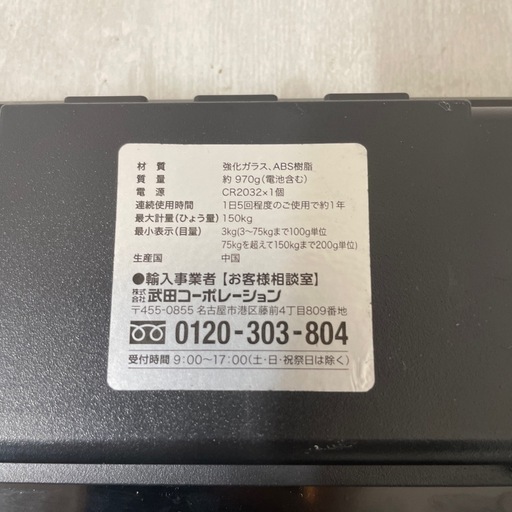 材質 強化ガラス、ABS樹脂
質量 約 970g(電池含む)
電源 CR2032×1個
連続使用時間 1日5回程度のご使用で約1年
最大計量(ひょう量) 150kg
最小表示(目量) 3kg(3〜75kgまで100g単位
75kgを超えて150kgまで200g単位)
生産国 中国
●輸入事業者【お客様相談室】
株式会社 武田コーポレーション
〒455-0855 名古屋市港区藤前4丁目809番地
0120-303-804
受付時間 9:00〜17:00(土・日・祝祭日は除く)